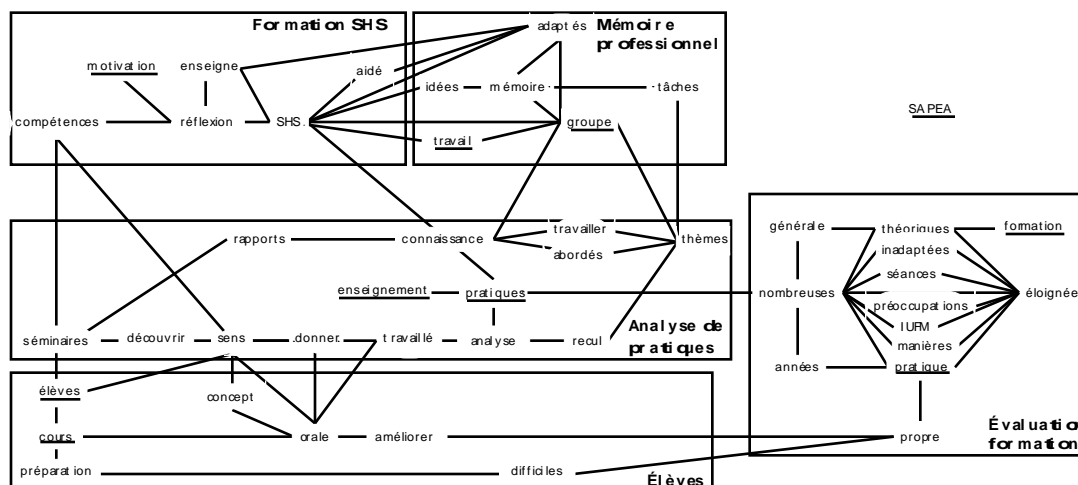 Formation SHS
adaptés
Mémoire
professionnel
motivation
enseigne
aidé
idées
mémoire
tâches
compétences
réflexion
SHS.
groupe
travail
SAPEA
rapports
connaissance
travailler
abordés
thèmes
enseignement
pratiques
séminaires
découvrir
sens
donner
travaillé
analyse
recul
Analyse de
pratiques
générale
théoriques
formation
inadaptées
séances
nombreuses
préoccupations
éloignée
IUFM
manières
années
pratique
propre
Évaluation
formation
élèves
concept
cours
orale
améliorer
préparation
difficiles
Élèves